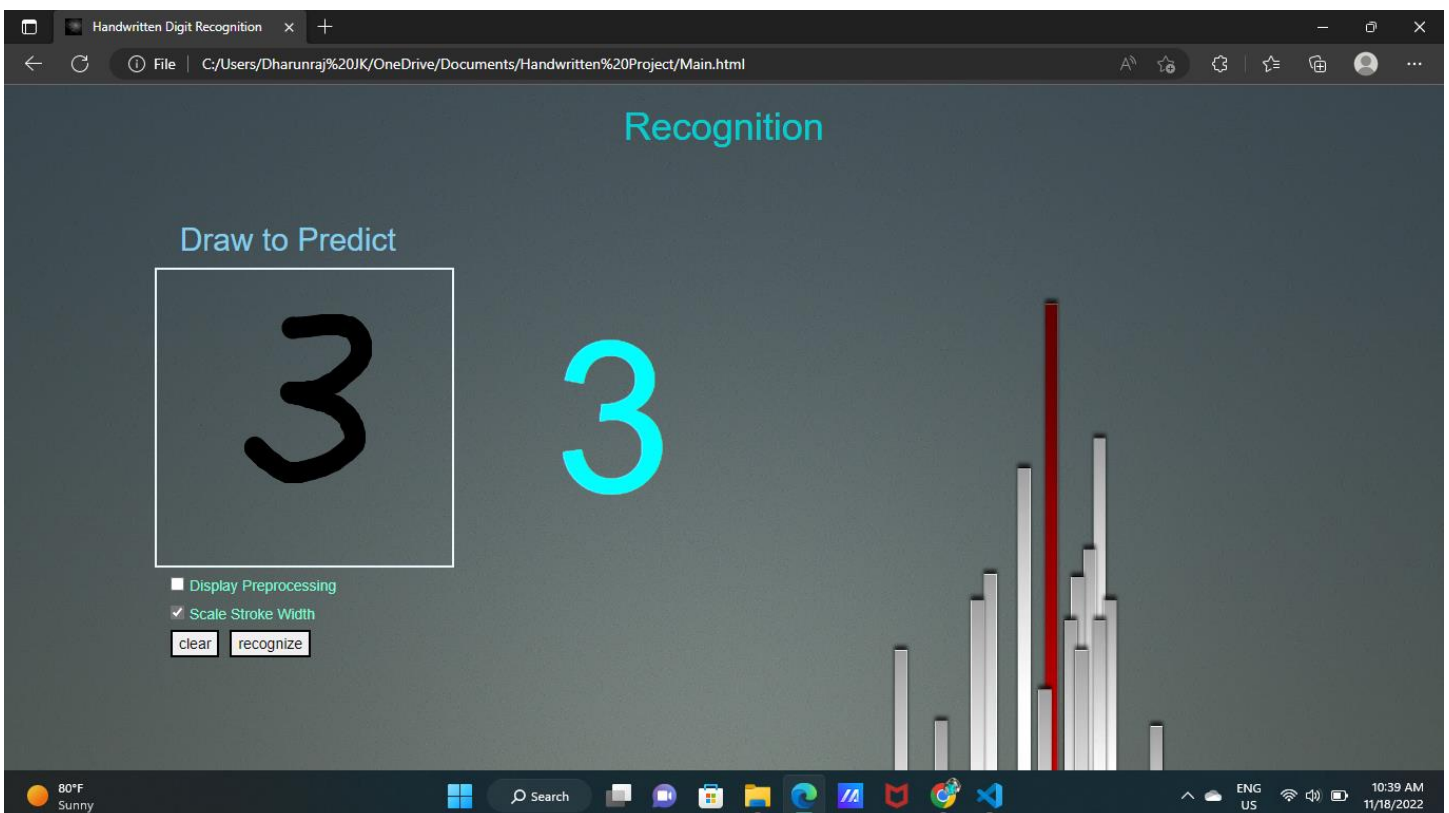 Handwritten Digit Recognition
File C:/Users/Dharunraj%20JK/OneDrive/Documents/Handwritten%20Project/Main.html
Recognition
Draw to Predict
3
3
Display Preprocessing
Scale Stroke Width
clear recognize
80°F
Sunny
Search
ENG
US
10:39 AM
11/18/2022